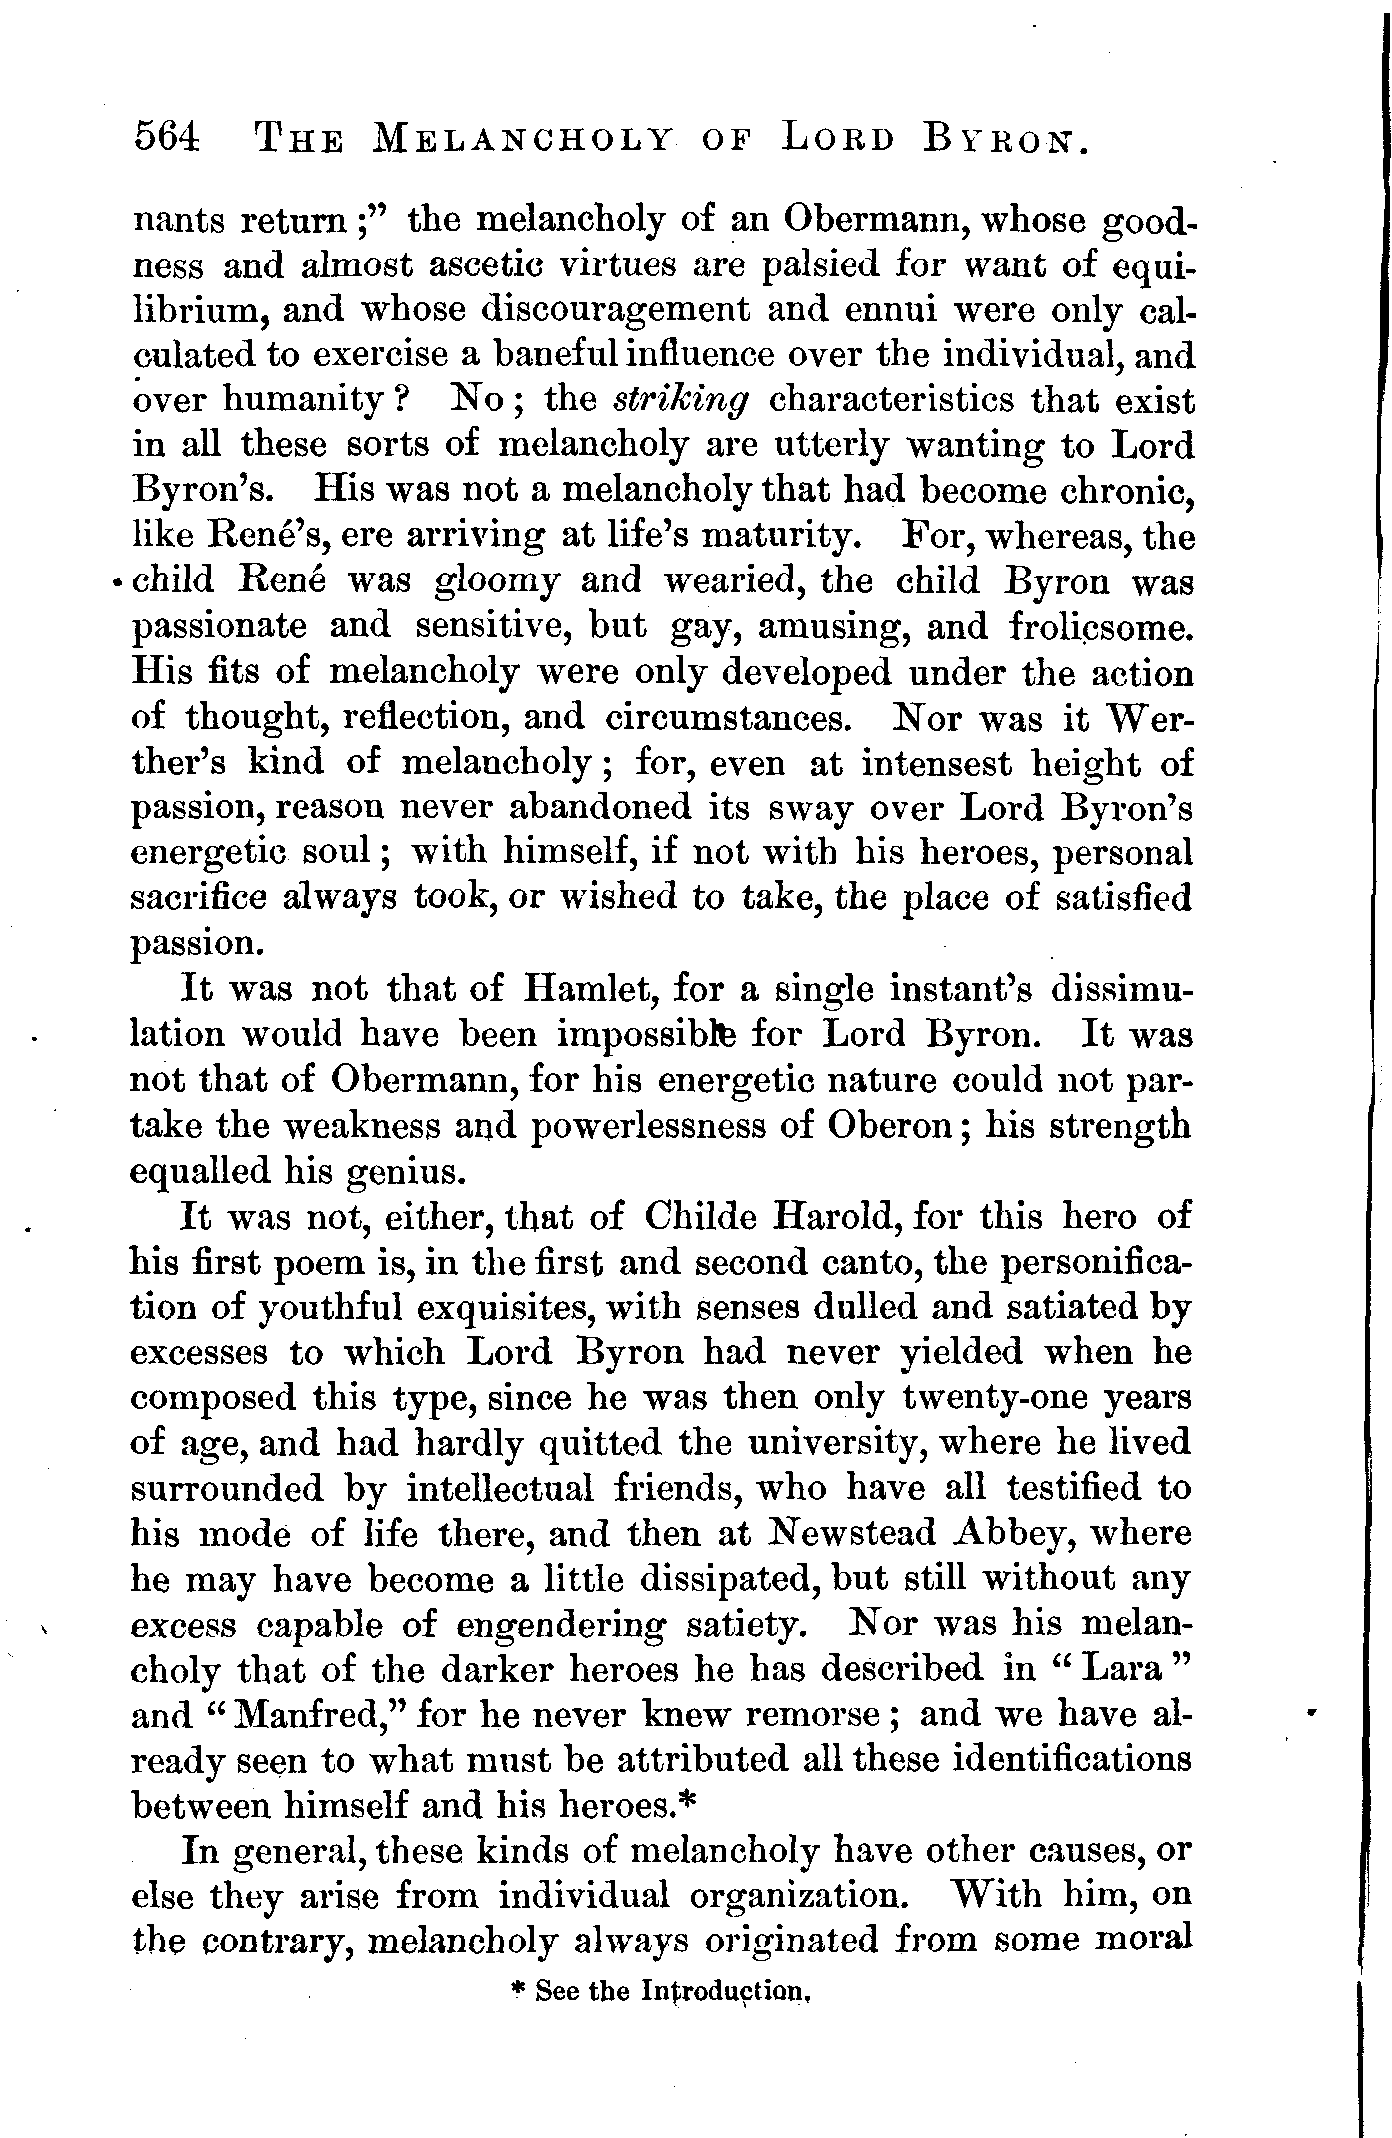 564 THE MELANCHOLY OF LORD BYRON.
nants return ;” the melancholy of an Obermann, whose good-
ness and almost ascetic virtues are palsied for want of equi-
librium, and whose discouragement and ennui were only cal-
culated to exercise a baneful influence over the individual, and
over humanity ? No ; the striking characteristics that exist
in all these sorts of melancholy are utterly wanting to Lord
Byron’s. His was not a melancholy that had become chronic,
like René’s, ere arriving at life’s maturity. For, whereas, the
child René was gloomy and wearied, the child Byron was
passionate and sensitive, but gay, amusing, and frolicsome.
His fits of melancholy were only developed under the action
of thought, reflection, and circumstances. Nor was it Wer-
ther’s kind of melancholy ; for, even at intensest height of
passion, reason never abandoned its sway over Lord Byron’s
energetic soul ; with himself, if not with his heroes, personal
sacrifice always took, or wished to take, the place of satisfied
passion.
It was not that of Hamlet, for a single instant’s dissimu-
lation would have been impossible for Lord Byron. It was
not that of Obermann, for his energetic nature could not par-
take the weakness and powerlessness of Oberon ; his strength
equalled his genius.
It was not, either, that of Childe Harold, for this hero of
his first poem is, in the first and second canto, the personifica-
tion of youthful exquisites, with senses dulled and satiated by
excesses to which Lord Byron had never yielded when he
composed this type, since he was then only twenty-one years
of age, and had hardly quitted the university, where he lived
surrounded by intellectual friends, who have all testified to
his mode of life there, and then at Newstead Abbey, where
he may have become a little dissipated, but still without any
excess capable of engendering satiety. Nor was his melan-
choly that of the darker heroes he has described in “ Lara ”
and “ Manfred,” for he never knew remorse ; and we have al-
ready seen to what must be attributed all these identifications
between himself and his heroes.*
In general, these kinds of melancholy have other causes, or
else they arise from individual organization. With him, on
the contrary, melancholy always originated from some moral
* See the Introduction.